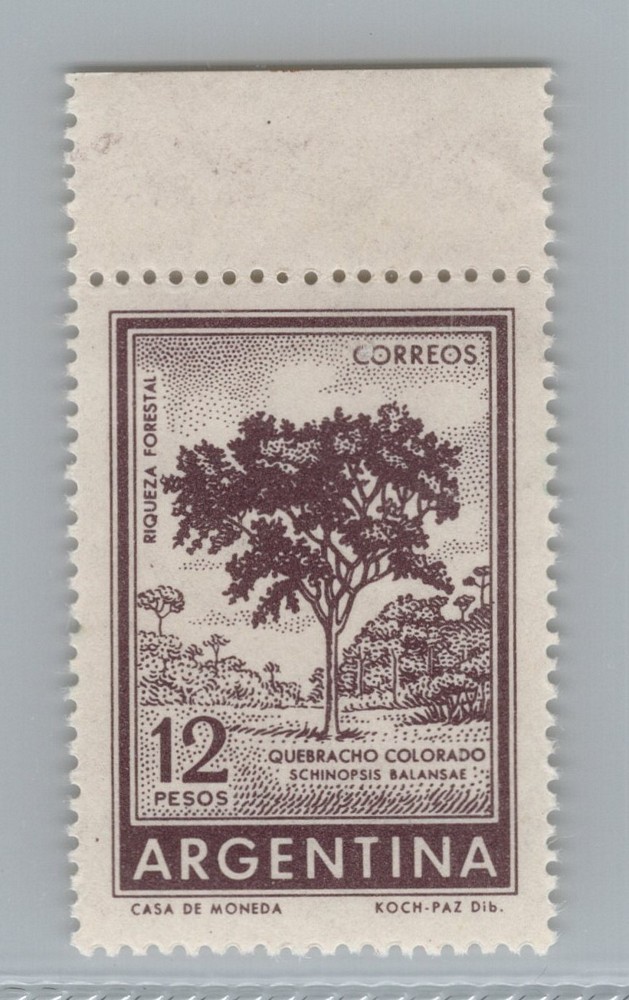 CORREOS
RIQUEZA FORESTAL
12
PESOS
QUEBRACHO COLORADO
SCHINOPSIS BALANSAE
ARGENTINA
CASA DE MONEDA
KOCH-PAZ Dib.